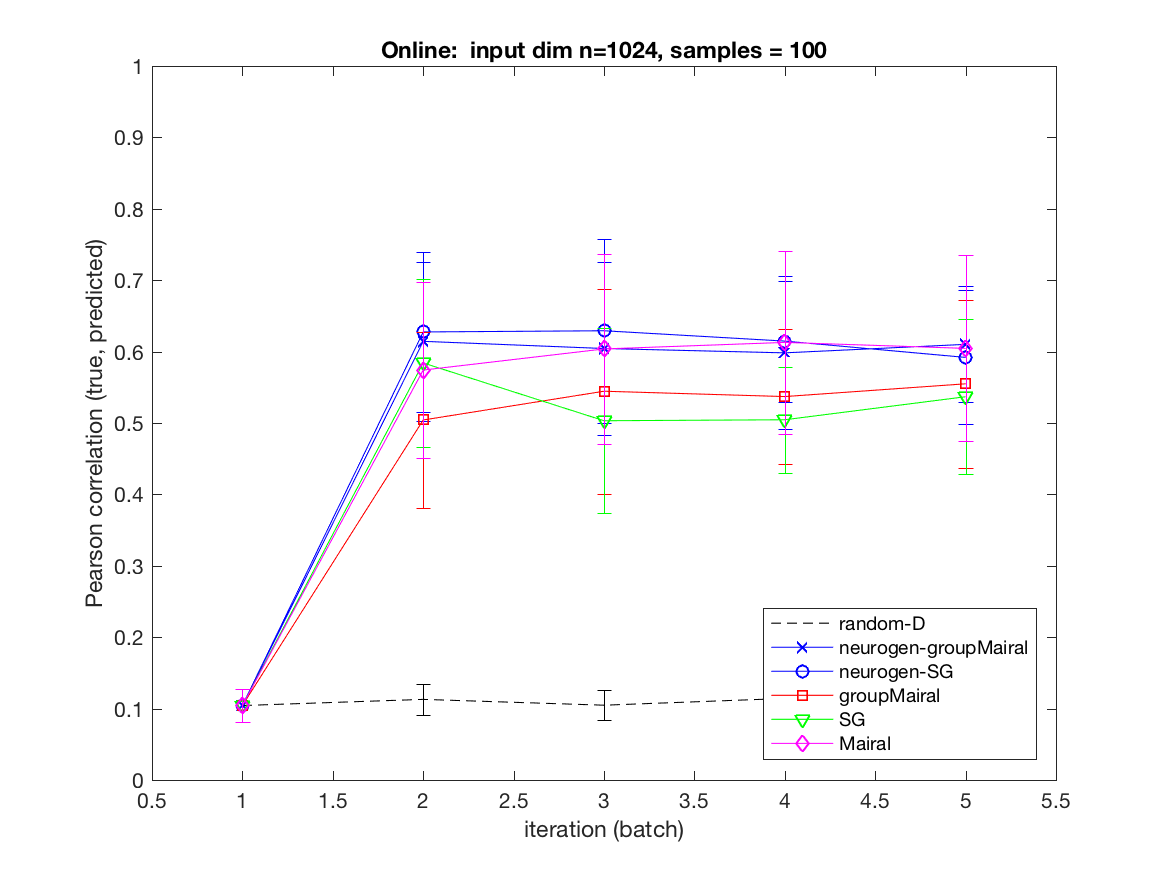 Online: input dim n=1024, samples = 100
Pearson correlation (true, predicted)
1
0.9
0.8
0.7
0.6
0.5
0.4
0.3
0.2
0.1
0
0.5 1 1.5 2 2.5 3 3.5 4 4.5 5 5.5
iteration (batch)
random-D
neurogen-groupMairal
neurogen-SG
groupMairal
SG
Mairal